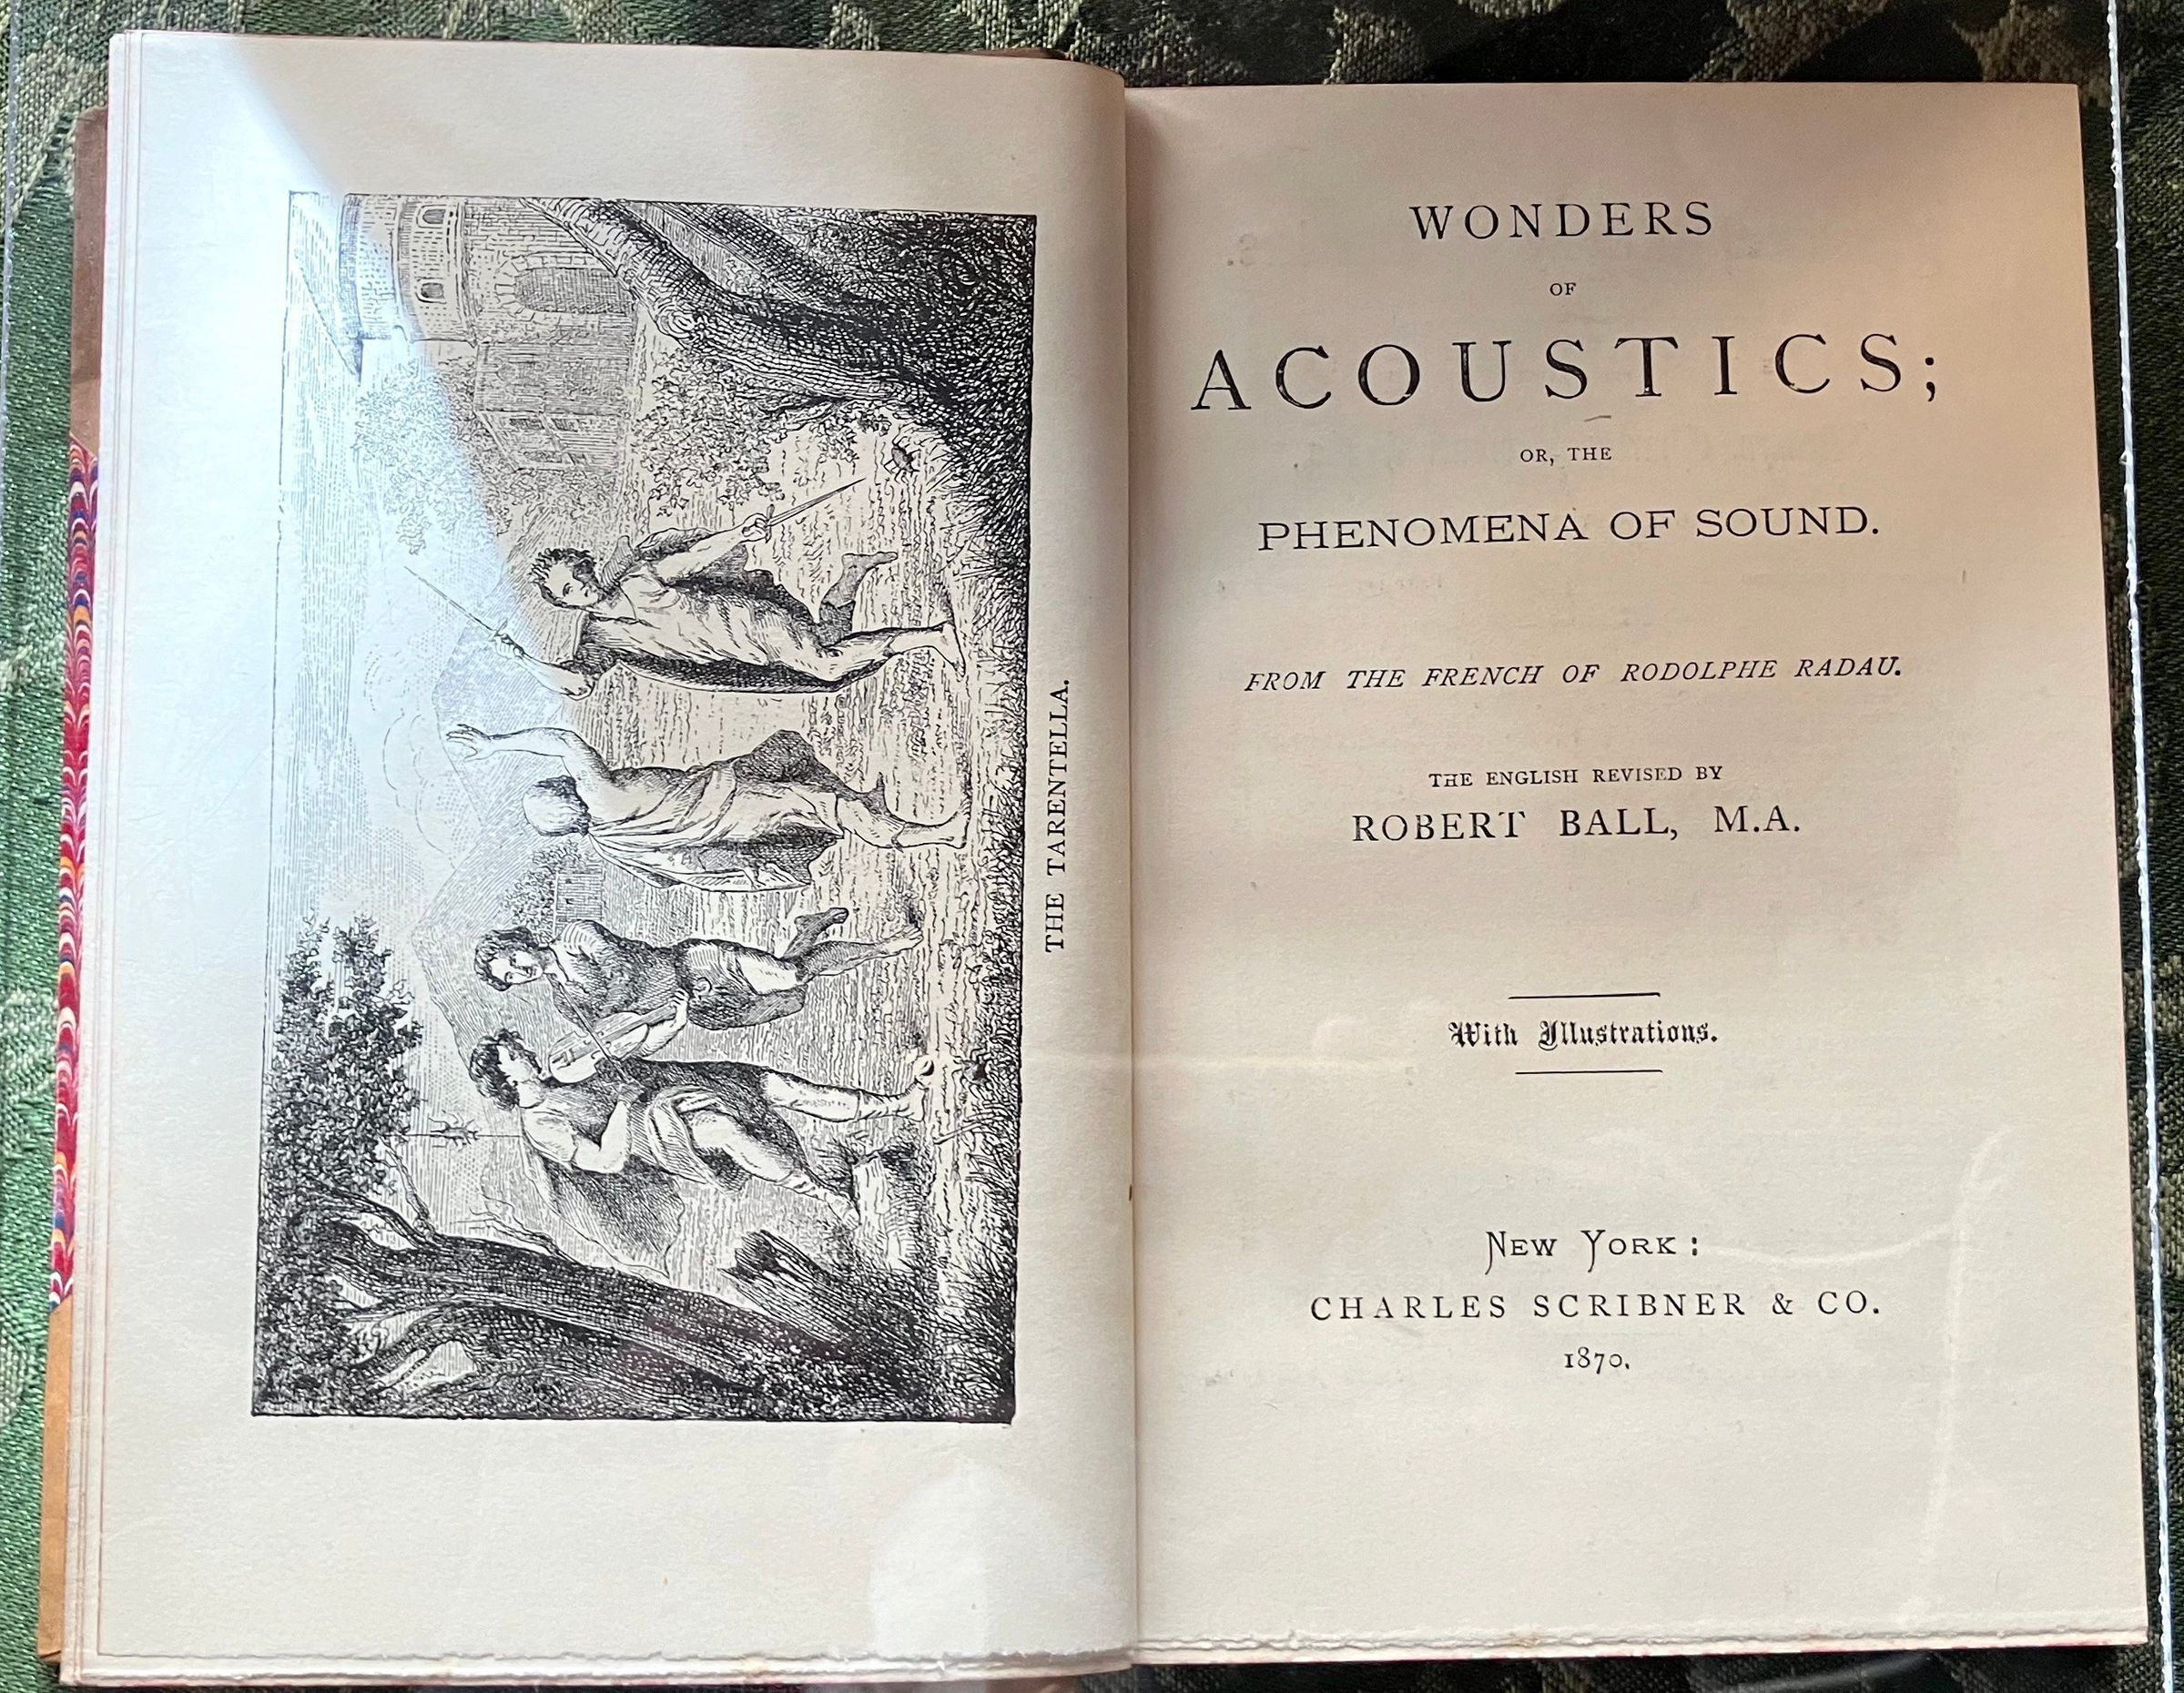 THE TARENTELLA.
WONDERS
OF
ACOUSTICS;
OR, THE
PHENOMENA OF SOUND.
FROM THE FRENCH OF RODOLPHE RADAU.
THE ENGLISH REVISED BY
ROBERT BALL, M.A.
With Illustrations.
NEW YORK:
CHARLES SCRIBNER & CO.
1870.